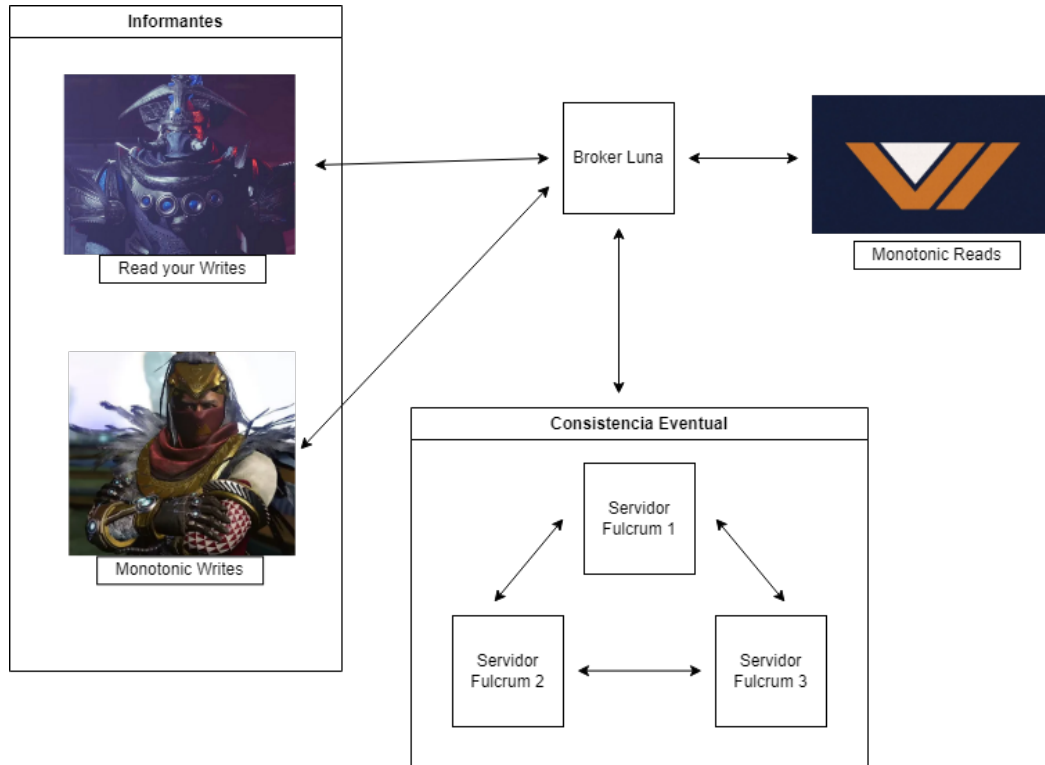 Informantes
Read your Writes
Monotonic Writes
Broker Luna
Monotonic Reads
Consistencia Eventual
Servidor
Fulcrum 1
Servidor
Fulcrum 2
Servidor
Fulcrum 3